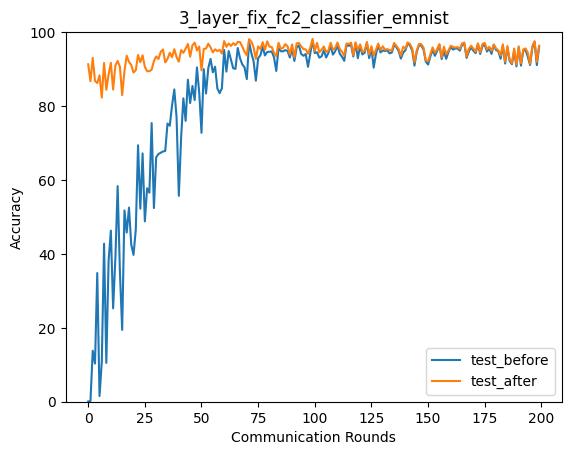 3_layer_fix_fc2_classifier_emnist
100
80
60
40
20
0
Accuracy
0 25 50 75 100 125 150 175 200
Communication Rounds
test_before
test_after